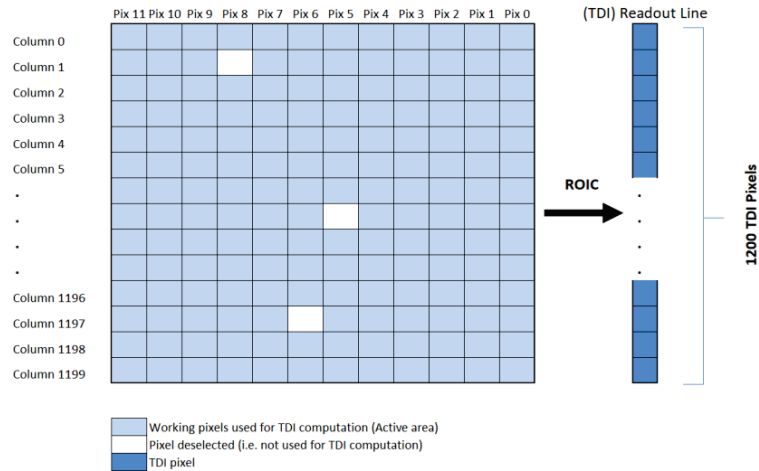 Pix 11 Pix 10 Pix 9 Pix 8 Pix 7 Pix 6 Pix 5 Pix 4 Pix 3 Pix 2 Pix 1 Pix 0
(TDI) Readout Line
Column 0
Column 1
Column 2
Column 3
Column 4
Column 5
.
.
.
.
ROIC
.
.
.
.
1200 TDI Pixels
Column 1196
Column 1197
Column 1198
Column 1199
Working pixels used for TDI computation (Active area)
Pixel deselected (i.e. not used for TDI computation)
TDI pixel